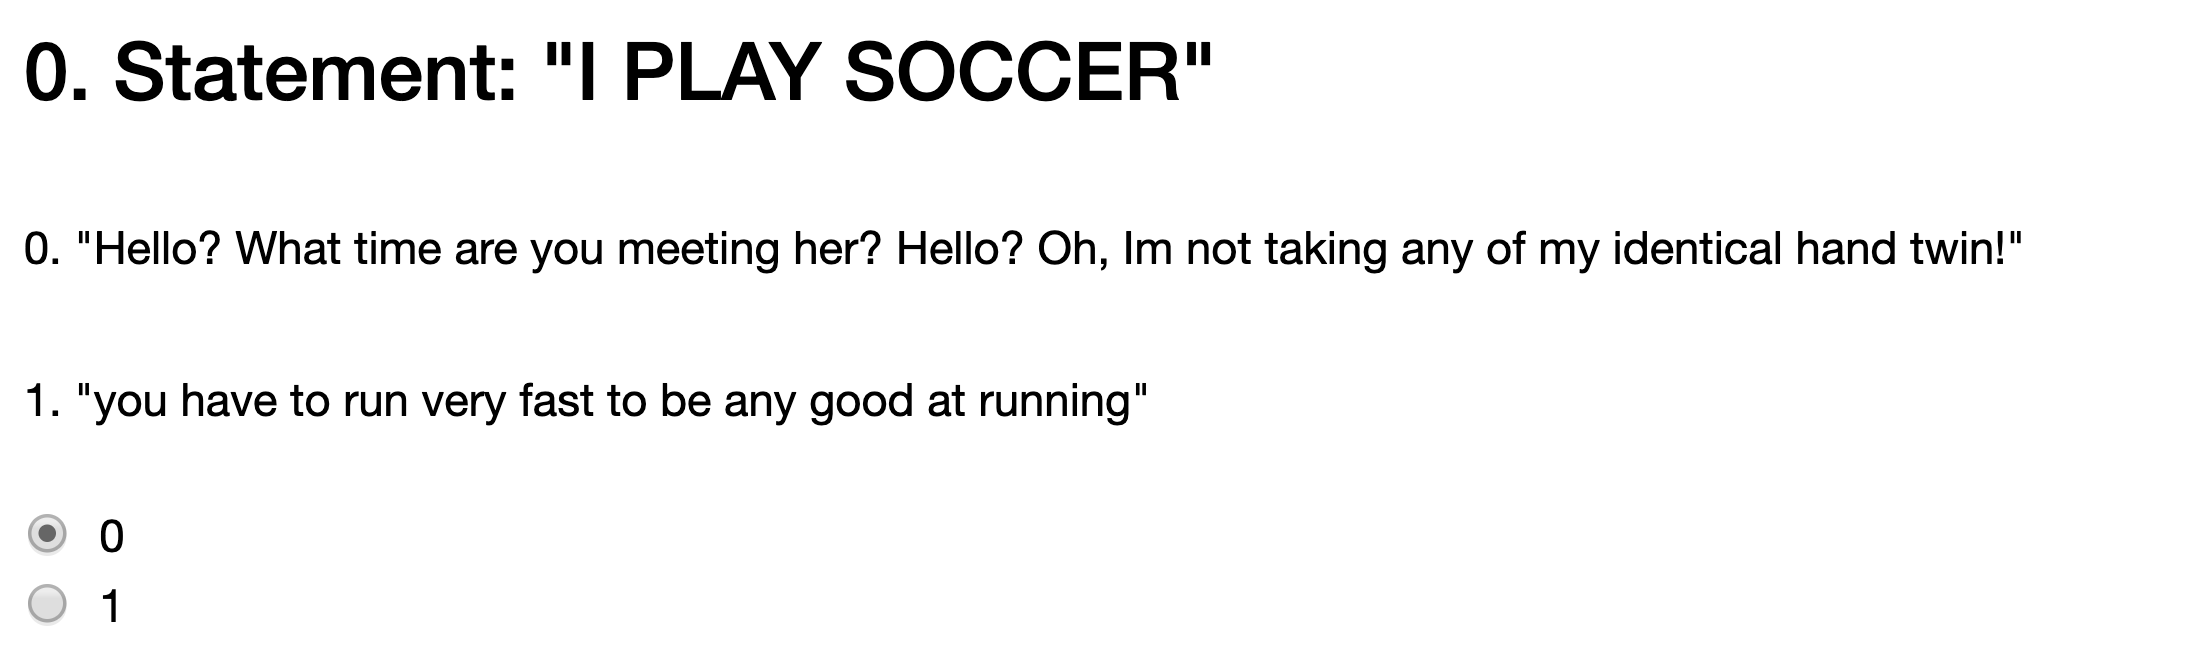 0. Statement: "I PLAY SOCCER"
0. "Hello? What time are you meeting her? Hello? Oh, Im not taking any of my identical hand twin!"
1. "you have to run very fast to be any good at running"
0
1